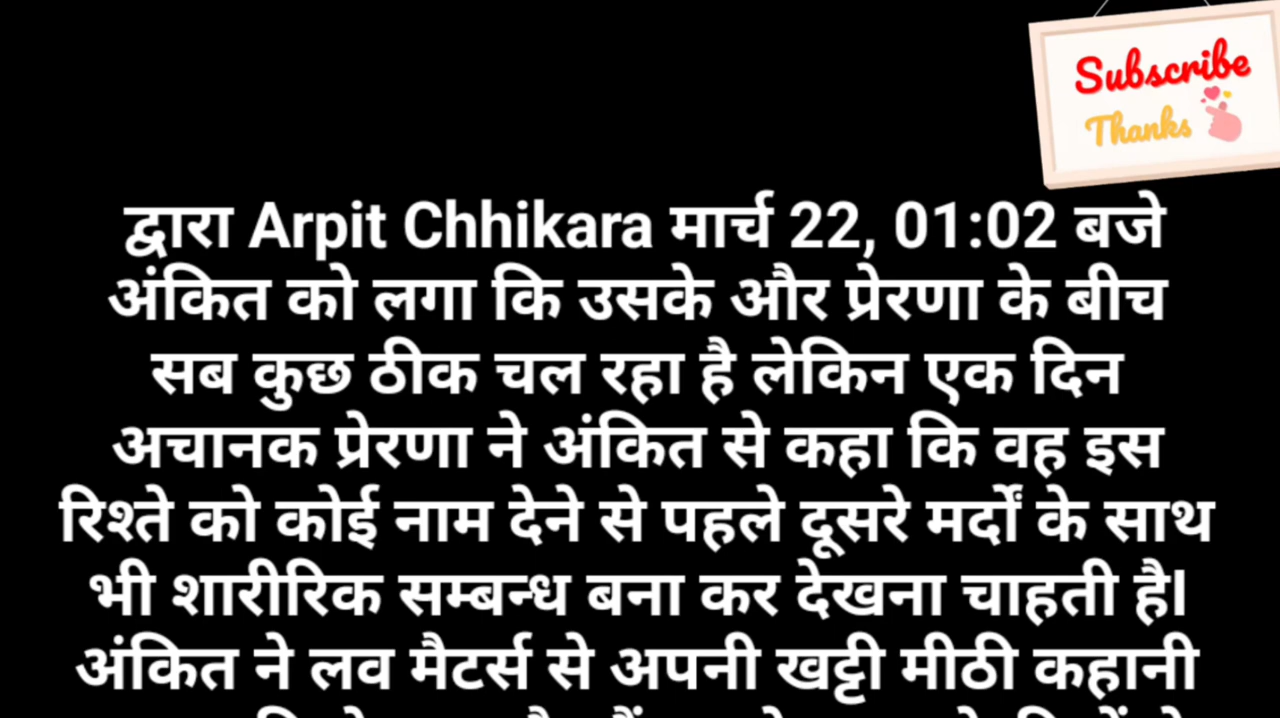 Subscribe
Thanks
द्वारा Arpit Chhikara मार्च 22, 01:02 बजे
अंकित को लगा कि उसके और प्रेरणा के बीच
सब कुछ ठीक चल रहा है लेकिन एक दिन
अचानक प्रेरणा ने अंकित से कहा कि वह इस
रिश्ते को कोई नाम देने से पहले दूसरे मर्दों के साथ
भी शारीरिक सम्बन्ध बना कर देखना चाहती हैl
अंकित ने लव मैटर्स से अपनी खट्टी मीठी कहानी